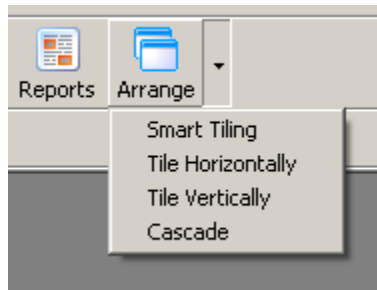 Reports Arrange
Smart Tiling
Tile Horizontally
Tile Vertically
Cascade